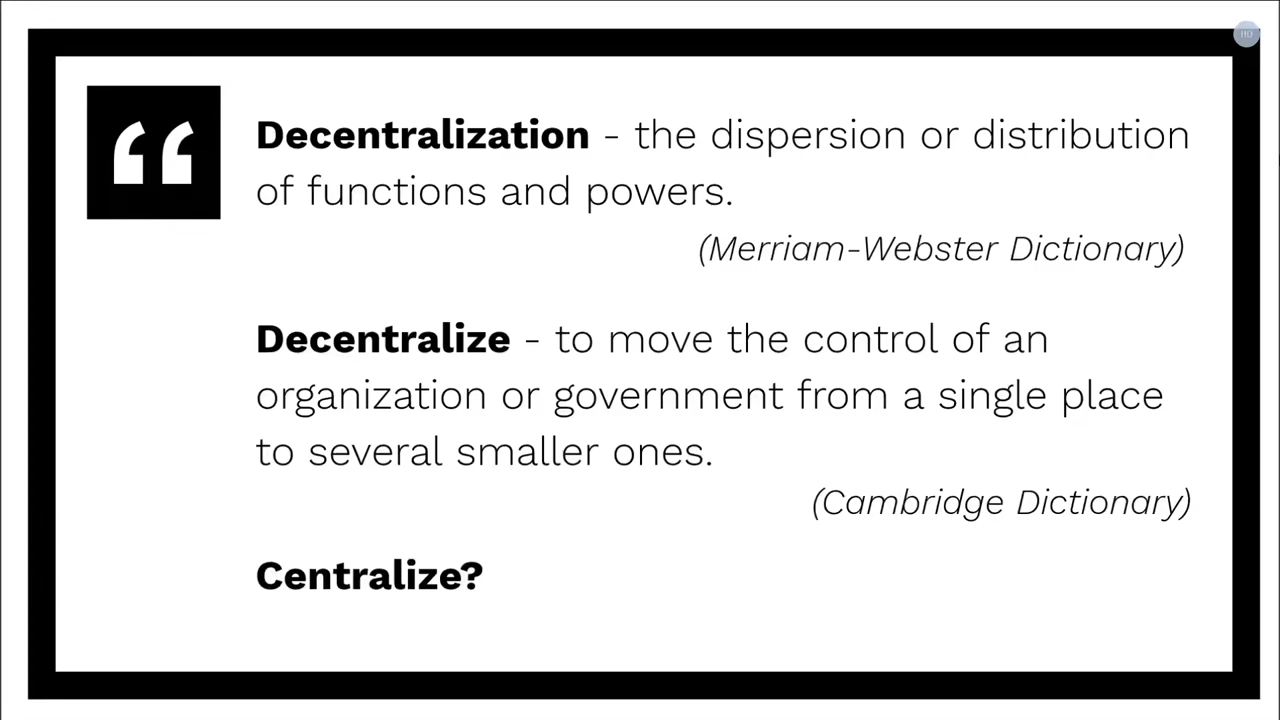 “
Decentralization - the dispersion or distribution
of functions and powers.
(Merriam-Webster Dictionary)
Decentralize - to move the control of an
organization or government from a single place
to several smaller ones.
(Cambridge Dictionary)
Centralize?